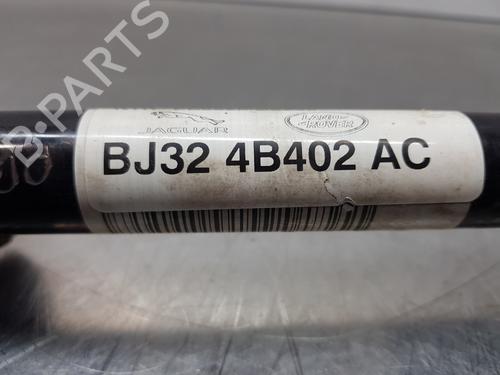 B-PARTS
JAGUAR
LAND-
ROVER
BJ32 4B402 AC